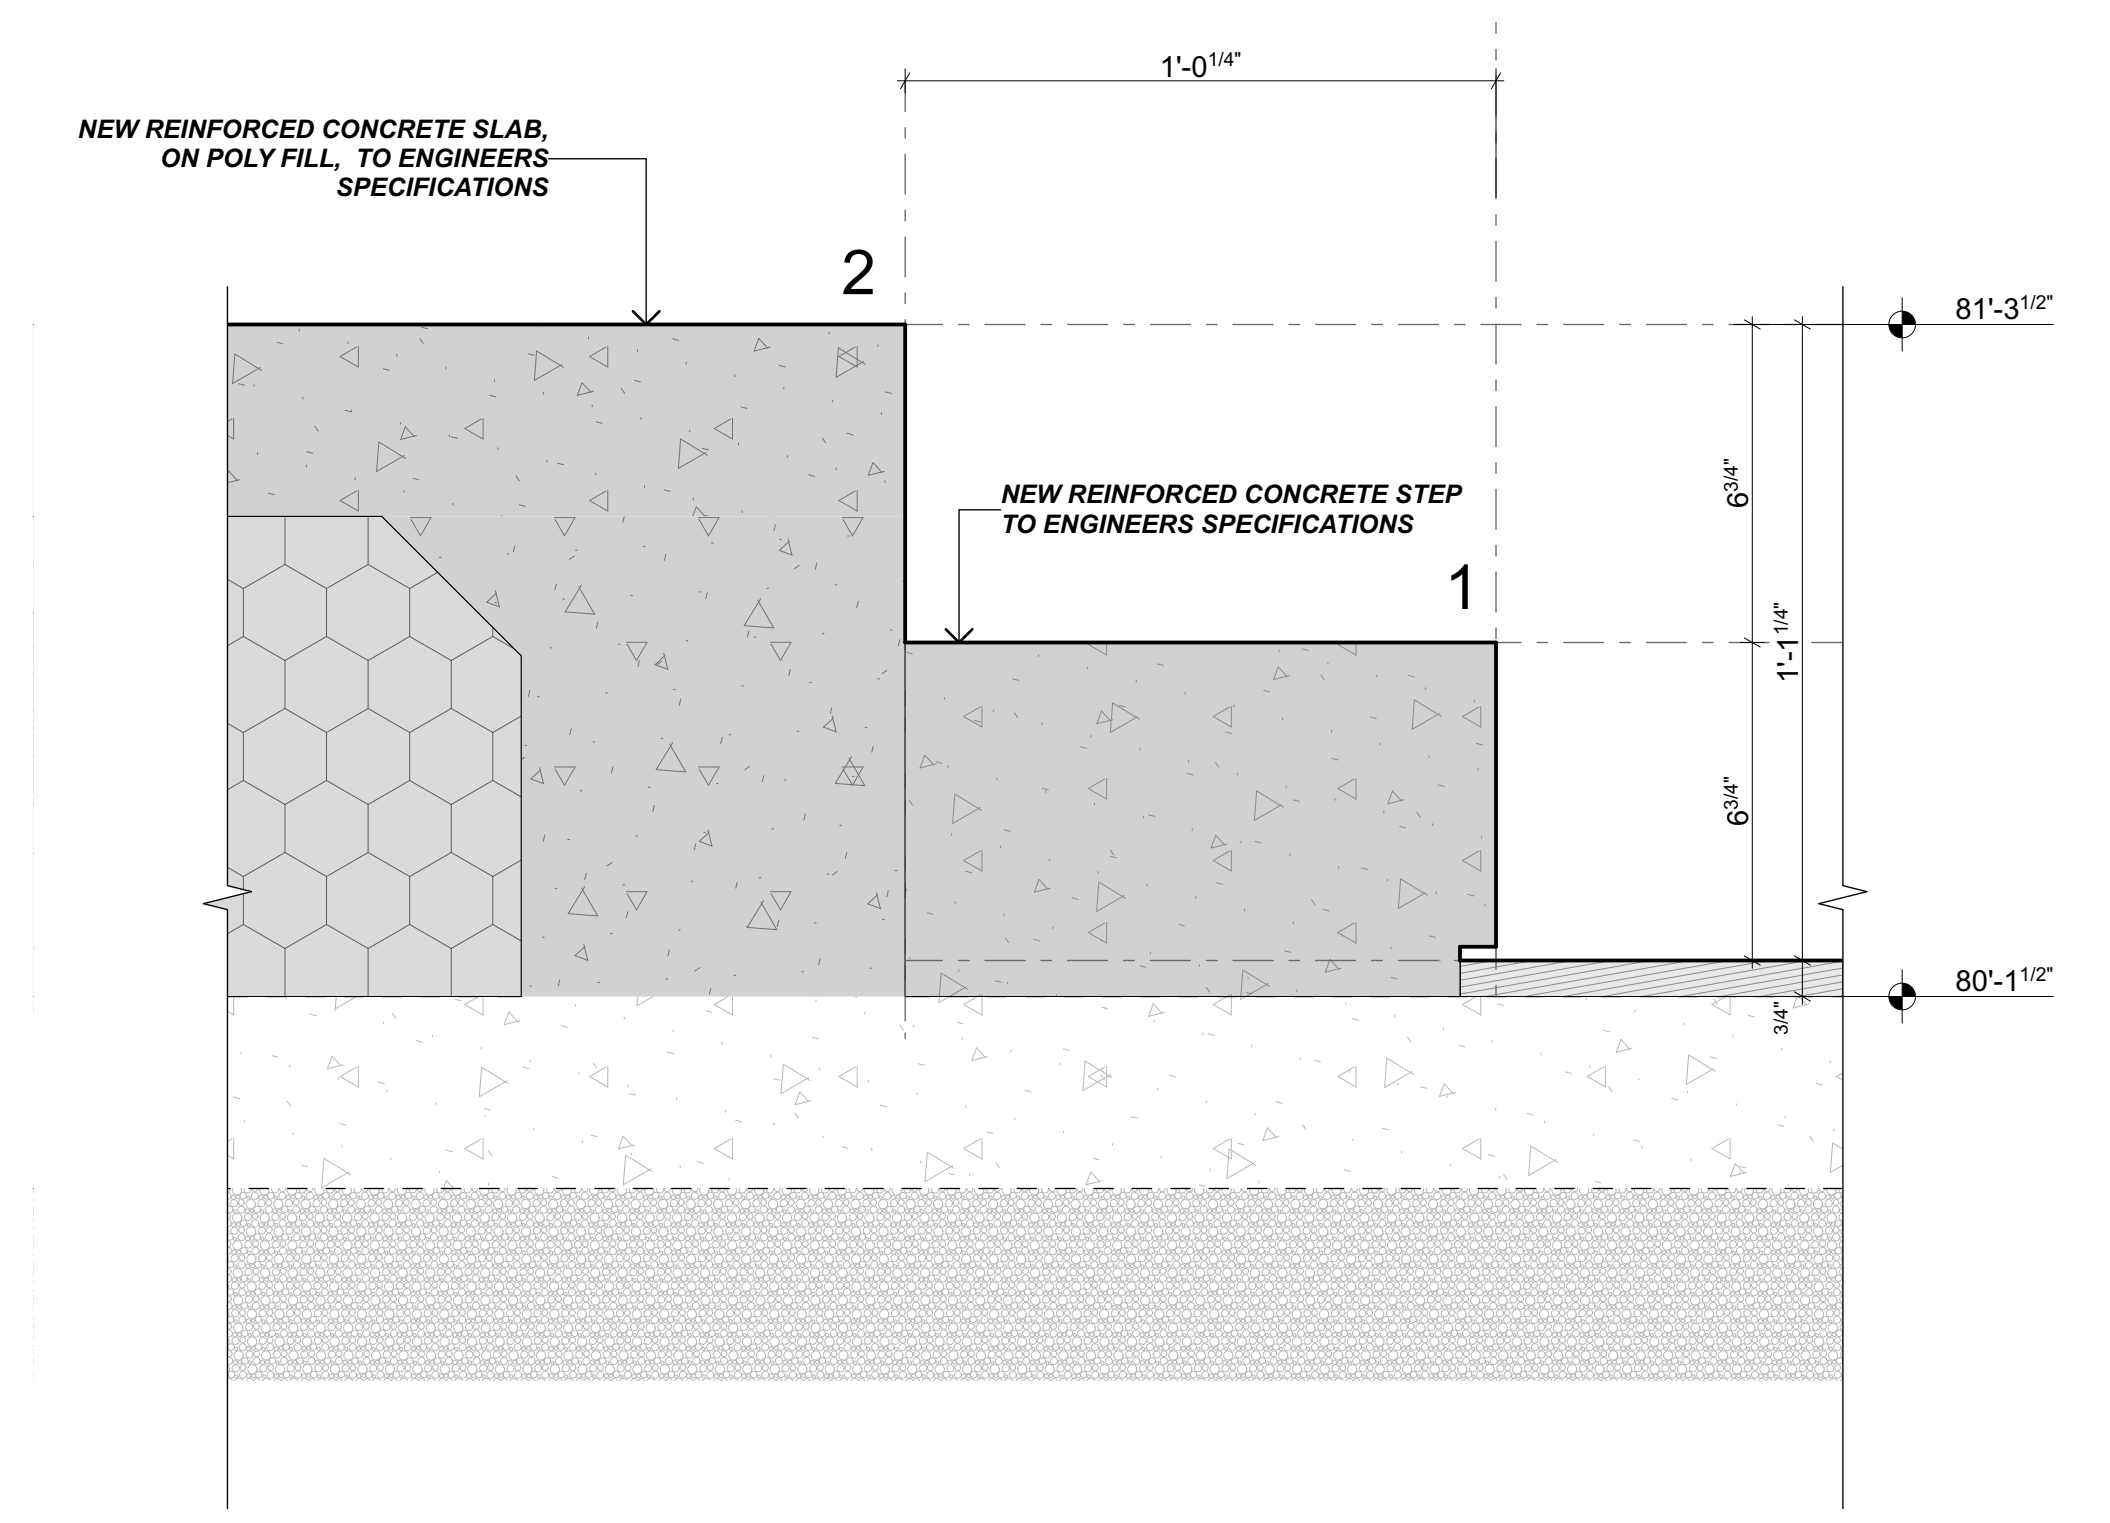 1'-0 1/4"
NEW REINFORCED CONCRETE SLAB,
ON POLY FILL, TO ENGINEERS
SPECIFICATIONS
2
81'-3 1/2"
6 3/4"
NEW REINFORCED CONCRETE STEP
TO ENGINEERS SPECIFICATIONS
1
1'-1 1/4"
6 3/4"
80'-1 1/2"
3/4"